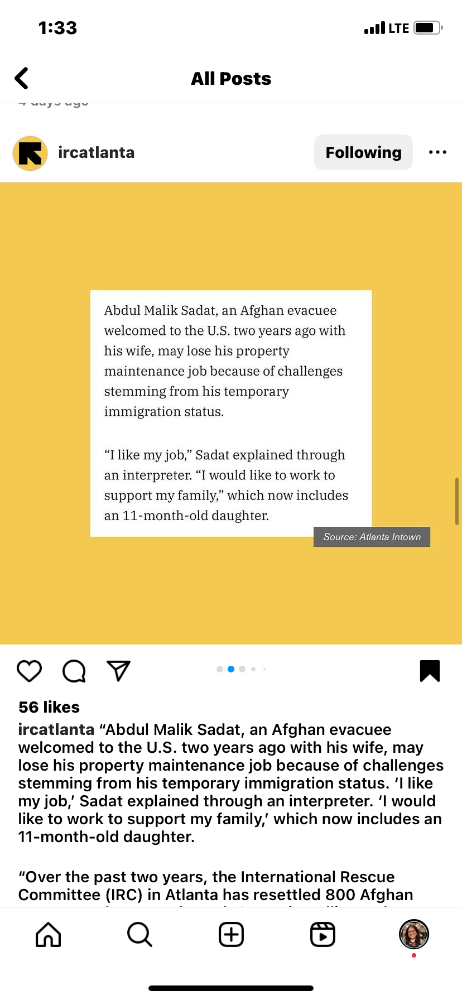 1:33
LTE
All Posts
4 days ago
ircatlanta
Following
Abdul Malik Sadat, an Afghan evacuee
welcomed to the U.S. two years ago with
his wife, may lose his property
maintenance job because of challenges
stemming from his temporary
immigration status.
“I like my job,” Sadat explained through
an interpreter. “I would like to work to
support my family,” which now includes
an 11-month-old daughter.
Source: Atlanta Intown
56 likes
ircatlanta “Abdul Malik Sadat, an Afghan evacuee
welcomed to the U.S. two years ago with his wife, may
lose his property maintenance job because of challenges
stemming from his temporary immigration status. ‘I like
my job,’ Sadat explained through an interpreter. ‘I would
like to work to support my family,’ which now includes an
11-month-old daughter.
“Over the past two years, the International Rescue
Committee (IRC) in Atlanta has resettled 800 Afghan